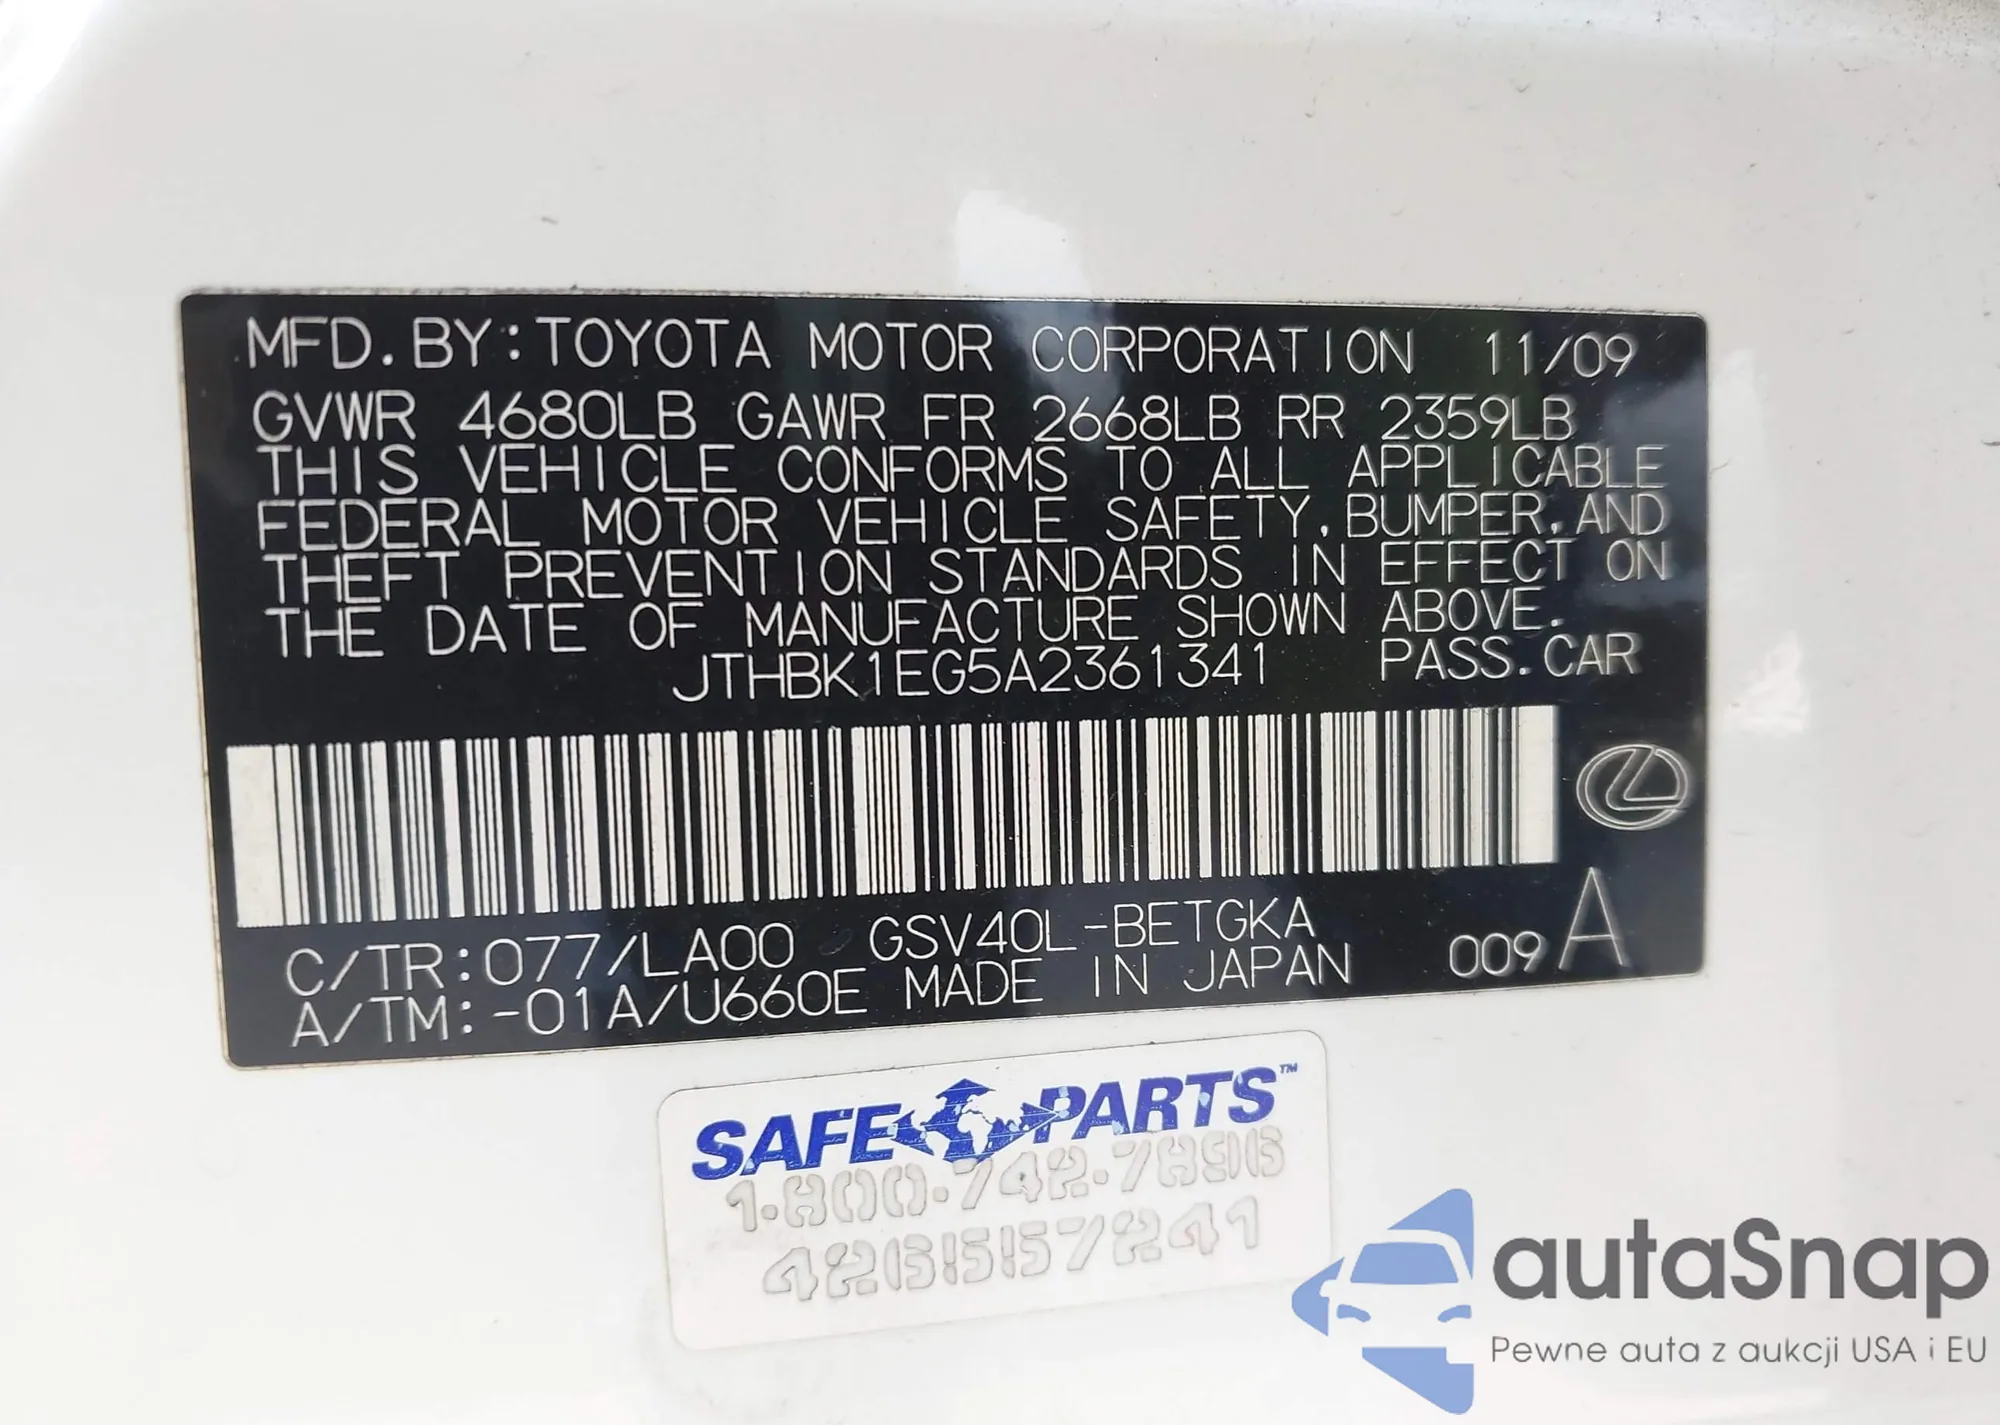 MFD. BY: TOYOTA MOTOR CORPORATION 11/09
GVWR 4680LB GAWR FR 2668LB RR 2359LB
THIS VEHICLE CONFORMS TO ALL APPLICABLE
FEDERAL MOTOR VEHICLE SAFETY, BUMPER, AND
THEFT PREVENTION STANDARDS IN EFFECT ON
THE DATE OF MANUFACTURE SHOWN ABOVE.
JTHBK1EG5A2361341 PASS. CAR
C/TR:077/LA00 GSV40L-BETGKA 009 A
A/TM:-01A/U660E MADE IN JAPAN
SAFE PARTS™
1-800-742-7896
426557241
autaSnap
Pewne auta z aukcji USA i EU